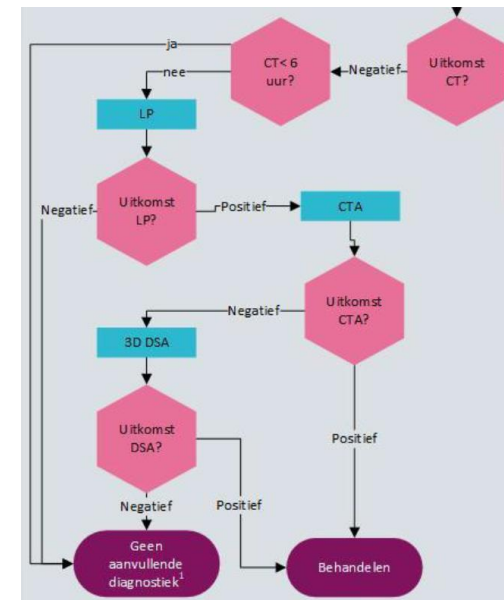 ja
CT< 6
uur?
Negatief
Uitkomst
CT?
nee
LP
Negatief
Uitkomst
LP?
Positief
CTA
Negatief
Uitkomst
CTA?
3D DSA
Uitkomst
DSA?
Positief
Negatief
Positief
Geen
aanvullende
diagnostiek¹
Behandelen